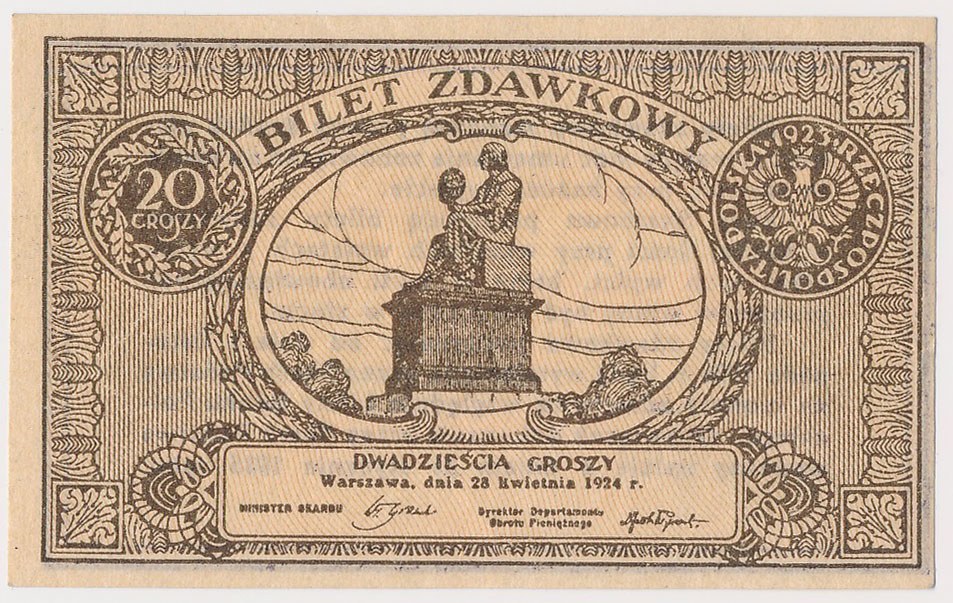 BILET ZDAWKOWY
20
GROSZY
1923. RZECZPOSPOLITA POLSKA.
DWADZIEŚCIA GROSZY
Warszawa, dnia 28 kwietnia 1924 r.
MINISTER SKARBU
Dyrektor Departamentu
Obrotu Pieniężnego